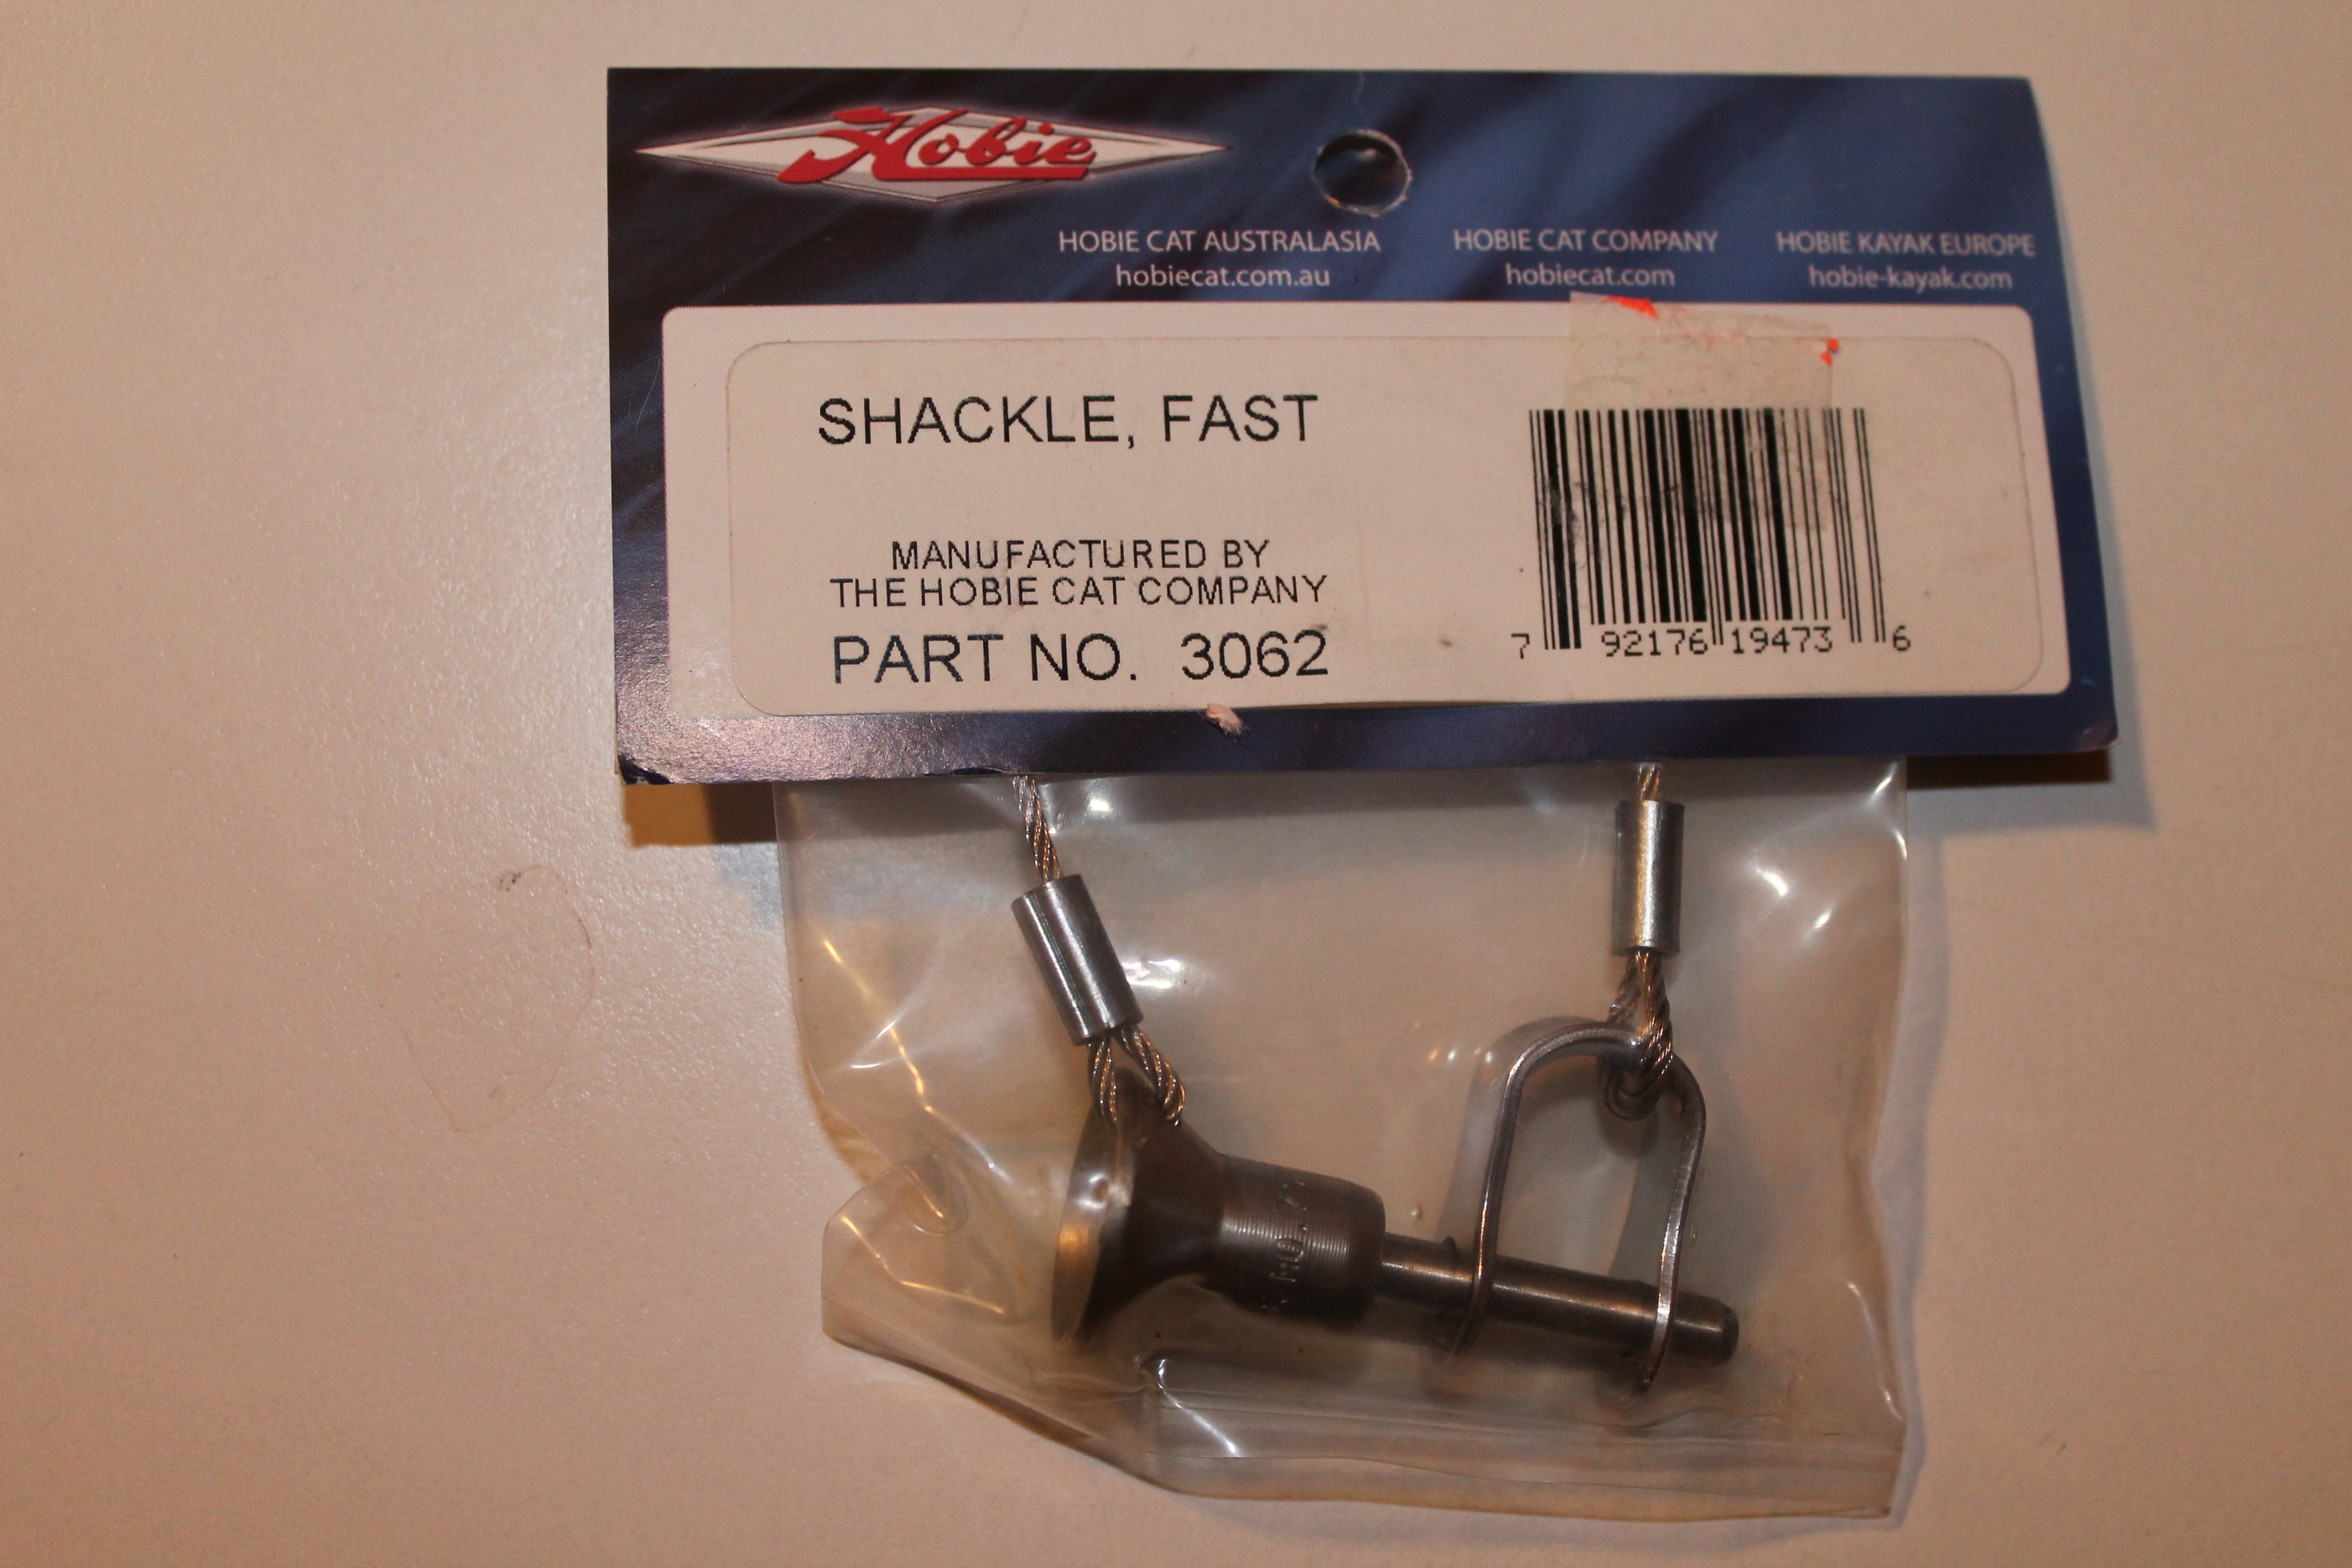 Hobie
HOBIE CAT AUSTRALASIA HOBIE CAT COMPANY HOBIE KAYAK EUROPE
hobiecat.com.au hobiecat.com hobie-kayak.com
SHACKLE, FAST
MANUFACTURED BY
THE HOBIE CAT COMPANY
PART NO. 3062
7 92176 19473 6